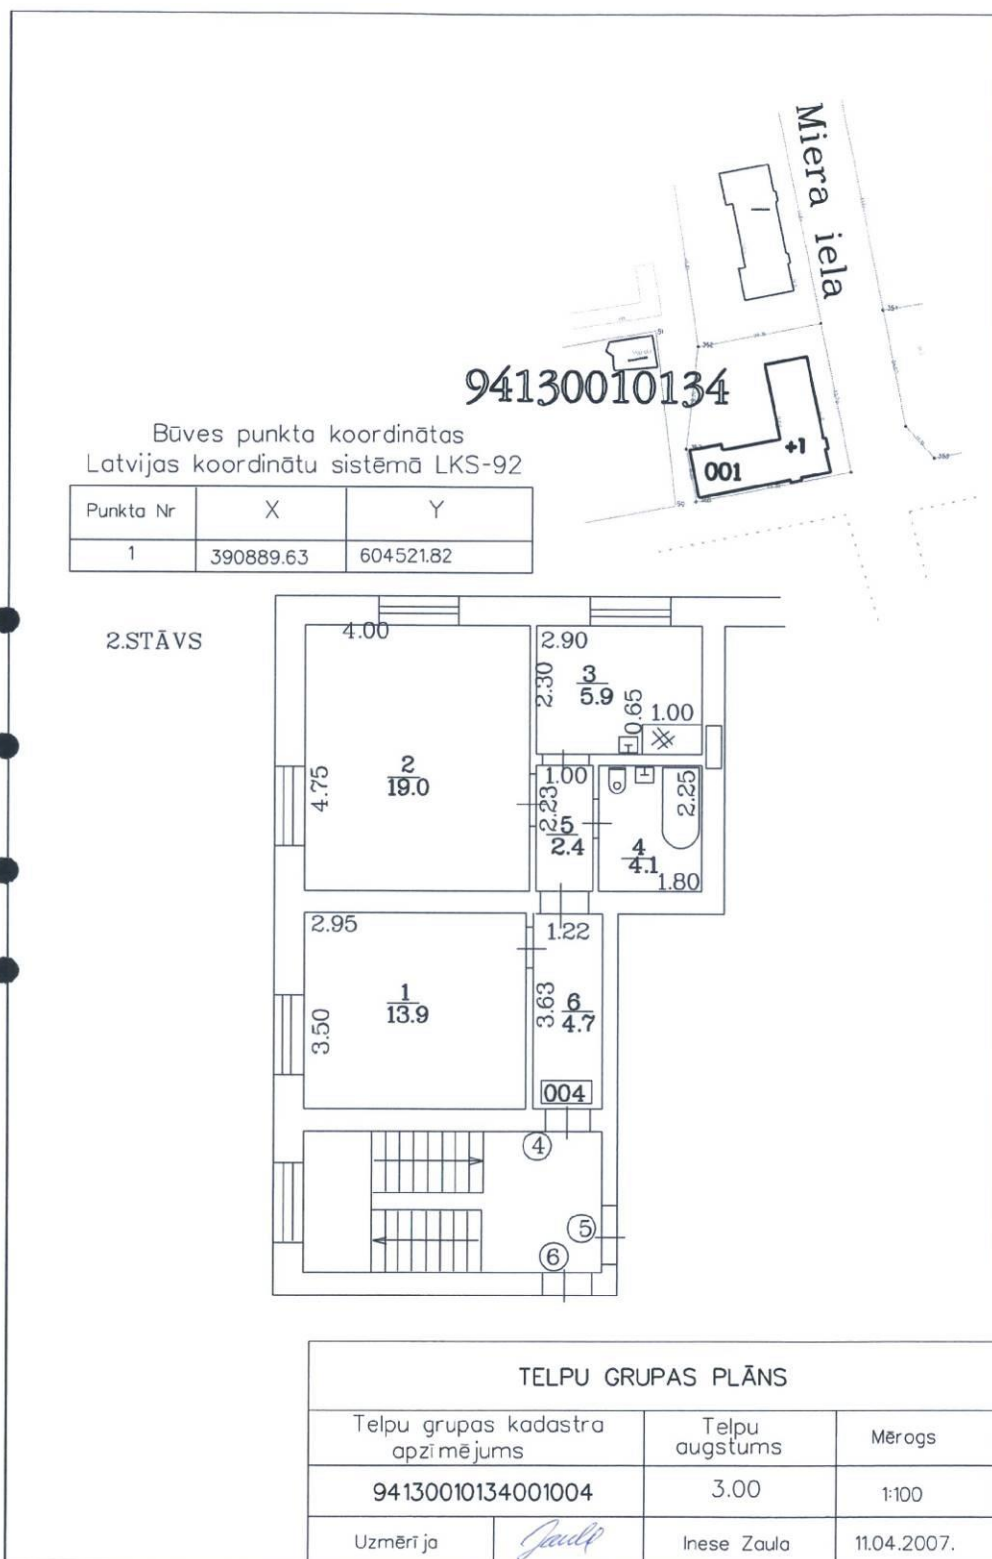 Miera iela
94130010134
+1
001
Būves punkta koordinātas
Latvijas koordinātu sistēmā LKS-92
Punkta Nr X Y
1 390889.63 604521.82
2.STĀVS
4.00
2.90
2.30
3
5.9
0.65
1.00
4.75
2
19.0
1.00
2.23
5
2.4
2.25
4
4.1
1.80
2.95
1.22
3.50
1
13.9
3.63
6
4.7
004
4
5
6
TELPU GRUPAS PLĀNS
Telpu grupas kadastra
apzīmējums
Telpu
augstums
Mērogs
94130010134001004 3.00 1:100
Uzmērīja Inese Zaula 11.04.2007.